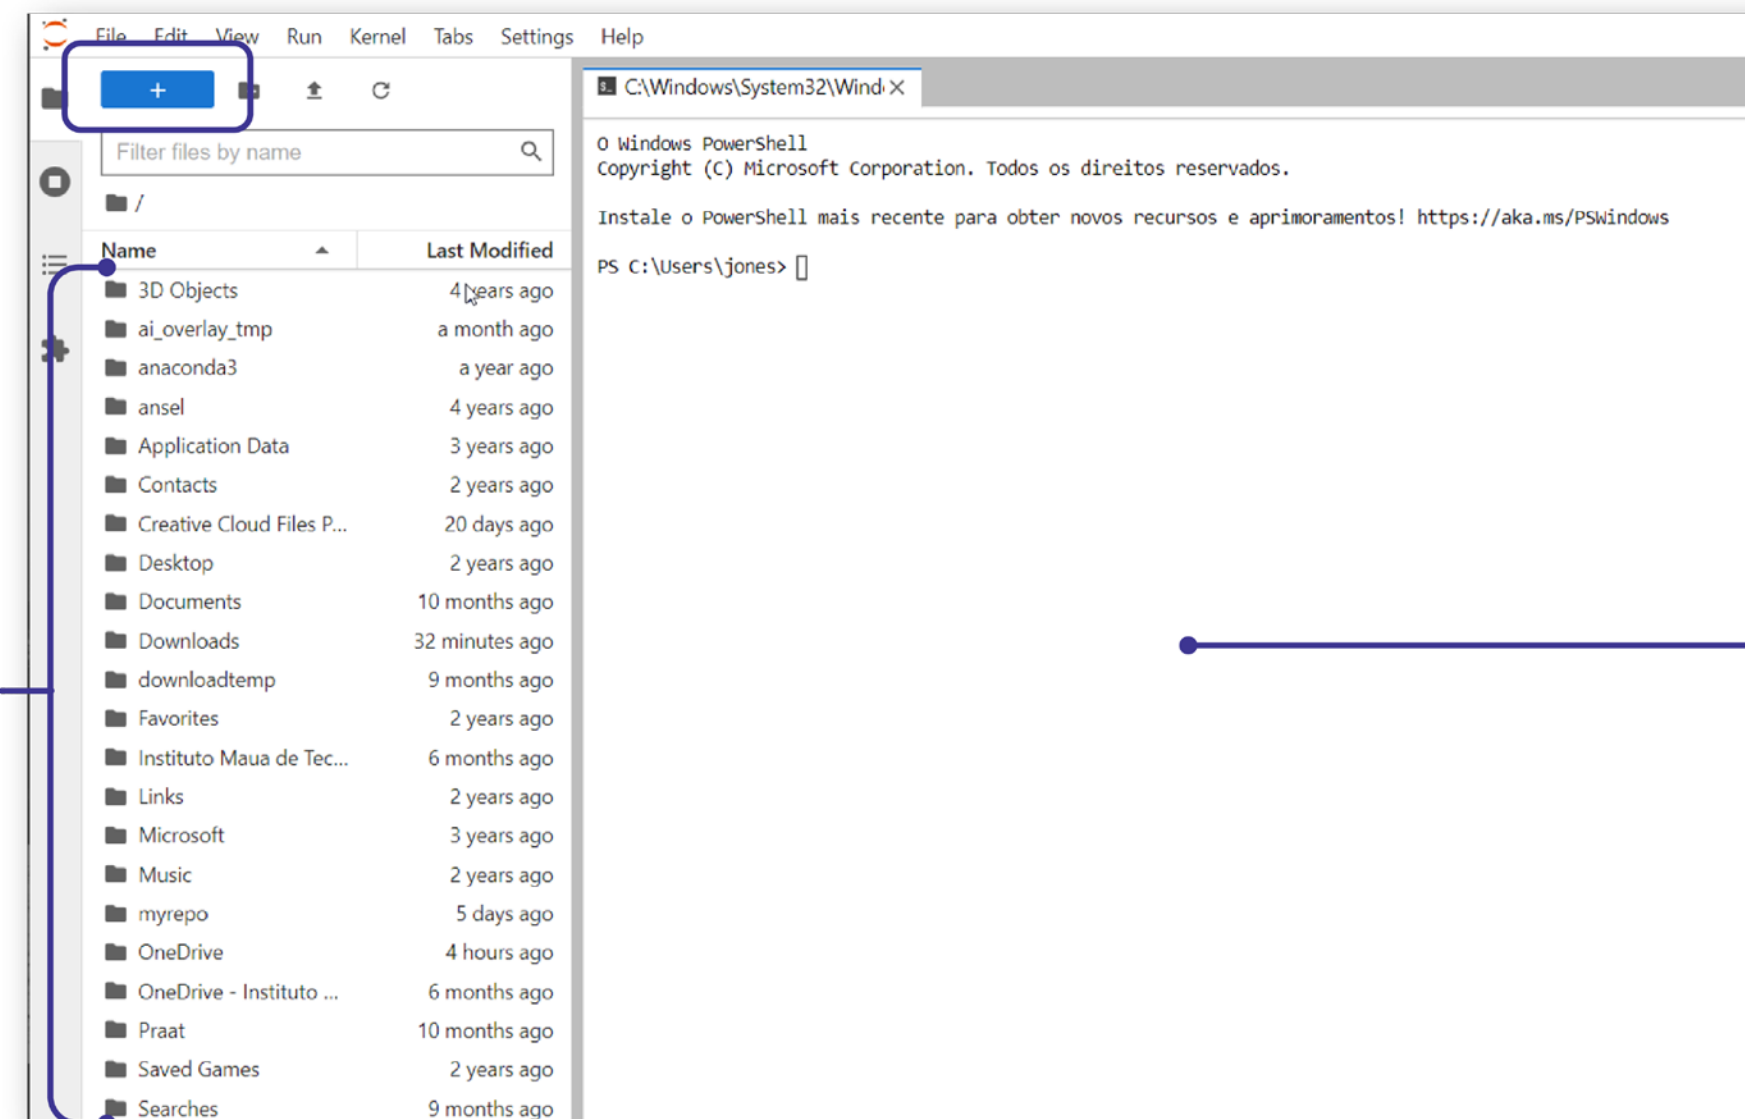 File Edit View Run Kernel Tabs Settings Help
+
C:\Windows\System32\Wind
Filter files by name
/
Name Last Modified
3D Objects 4 years ago
ai_overlay_tmp a month ago
anaconda3 a year ago
ansel 4 years ago
Application Data 3 years ago
Contacts 2 years ago
Creative Cloud Files P... 20 days ago
Desktop 2 years ago
Documents 10 months ago
Downloads 32 minutes ago
downloadtemp 9 months ago
Favorites 2 years ago
Instituto Maua de Tec... 6 months ago
Links 2 years ago
Microsoft 3 years ago
Music 2 years ago
myrepo 5 days ago
OneDrive 4 hours ago
OneDrive - Instituto ... 6 months ago
Praat 10 months ago
Saved Games 2 years ago
Searches 9 months ago
O Windows PowerShell
Copyright (C) Microsoft Corporation. Todos os direitos reservados.
Instale o PowerShell mais recente para obter novos recursos e aprimoramentos! https://aka.ms/PSWindows
PS C:\Users\jones>